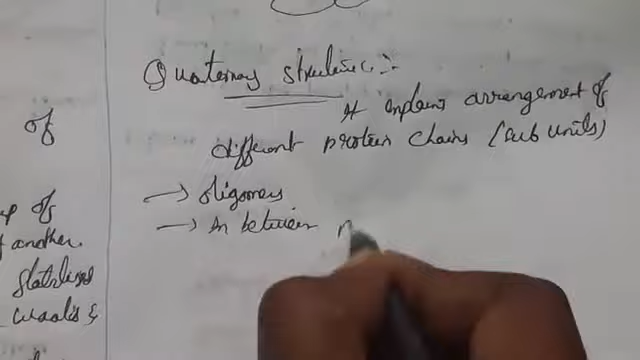 of
up of
another.
stabilised
Waals &
Quaternary structure :-
It explains arrangement of
different protein chains (sub units)
→ oligomers
→ In between